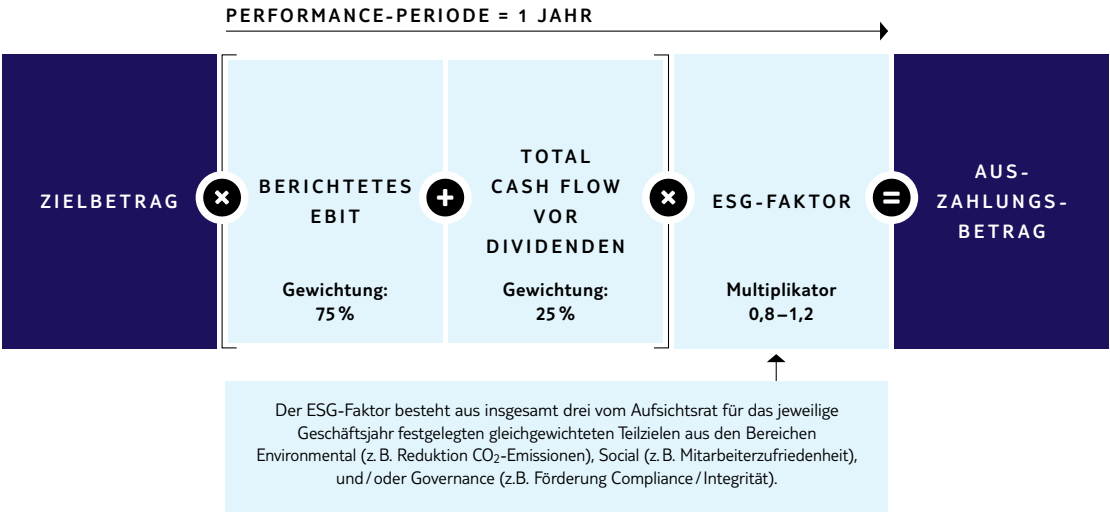 PERFORMANCE-PERIODE = 1 JAHR
ZIELBETRAG
×
BERICHTETES
EBIT
Gewichtung:
75 %
+
TOTAL
CASH FLOW
VOR
DIVIDENDEN
Gewichtung:
25 %
×
ESG-FAKTOR
Multiplikator
0,8–1,2
=
AUS-
ZAHLUNGS-
BETRAG
Der ESG-Faktor besteht aus insgesamt drei vom Aufsichtsrat für das jeweilige
Geschäftsjahr festgelegten gleichgewichteten Teilzielen aus den Bereichen
Environmental (z. B. Reduktion CO₂-Emissionen), Social (z. B. Mitarbeiterzufriedenheit),
und / oder Governance (z.B. Förderung Compliance / Integrität).